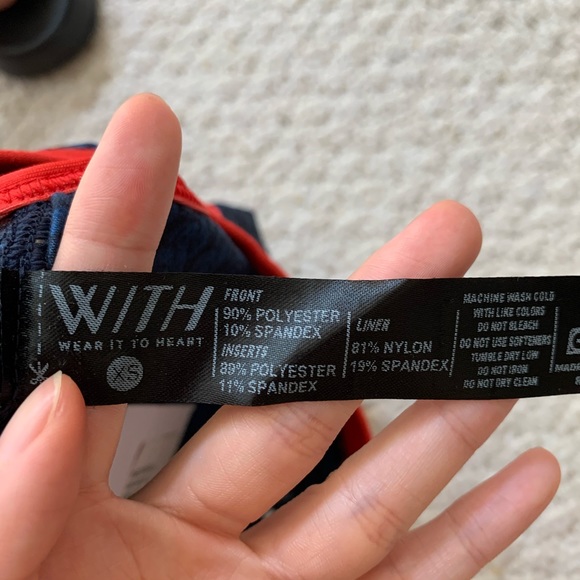 WITH
WEAR IT TO HEART
XS
FRONT
90% POLYESTER
10% SPANDEX
INSERTS
89% POLYESTER
11% SPANDEX
LINER
81% NYLON
19% SPANDEX
MACHINE WASH COLD
WITH LIKE COLORS
DO NOT BLEACH
DO NOT USE SOFTENERS
TUMBLE DRY LOW
DO NOT IRON
DO NOT DRY CLEAN
MADE